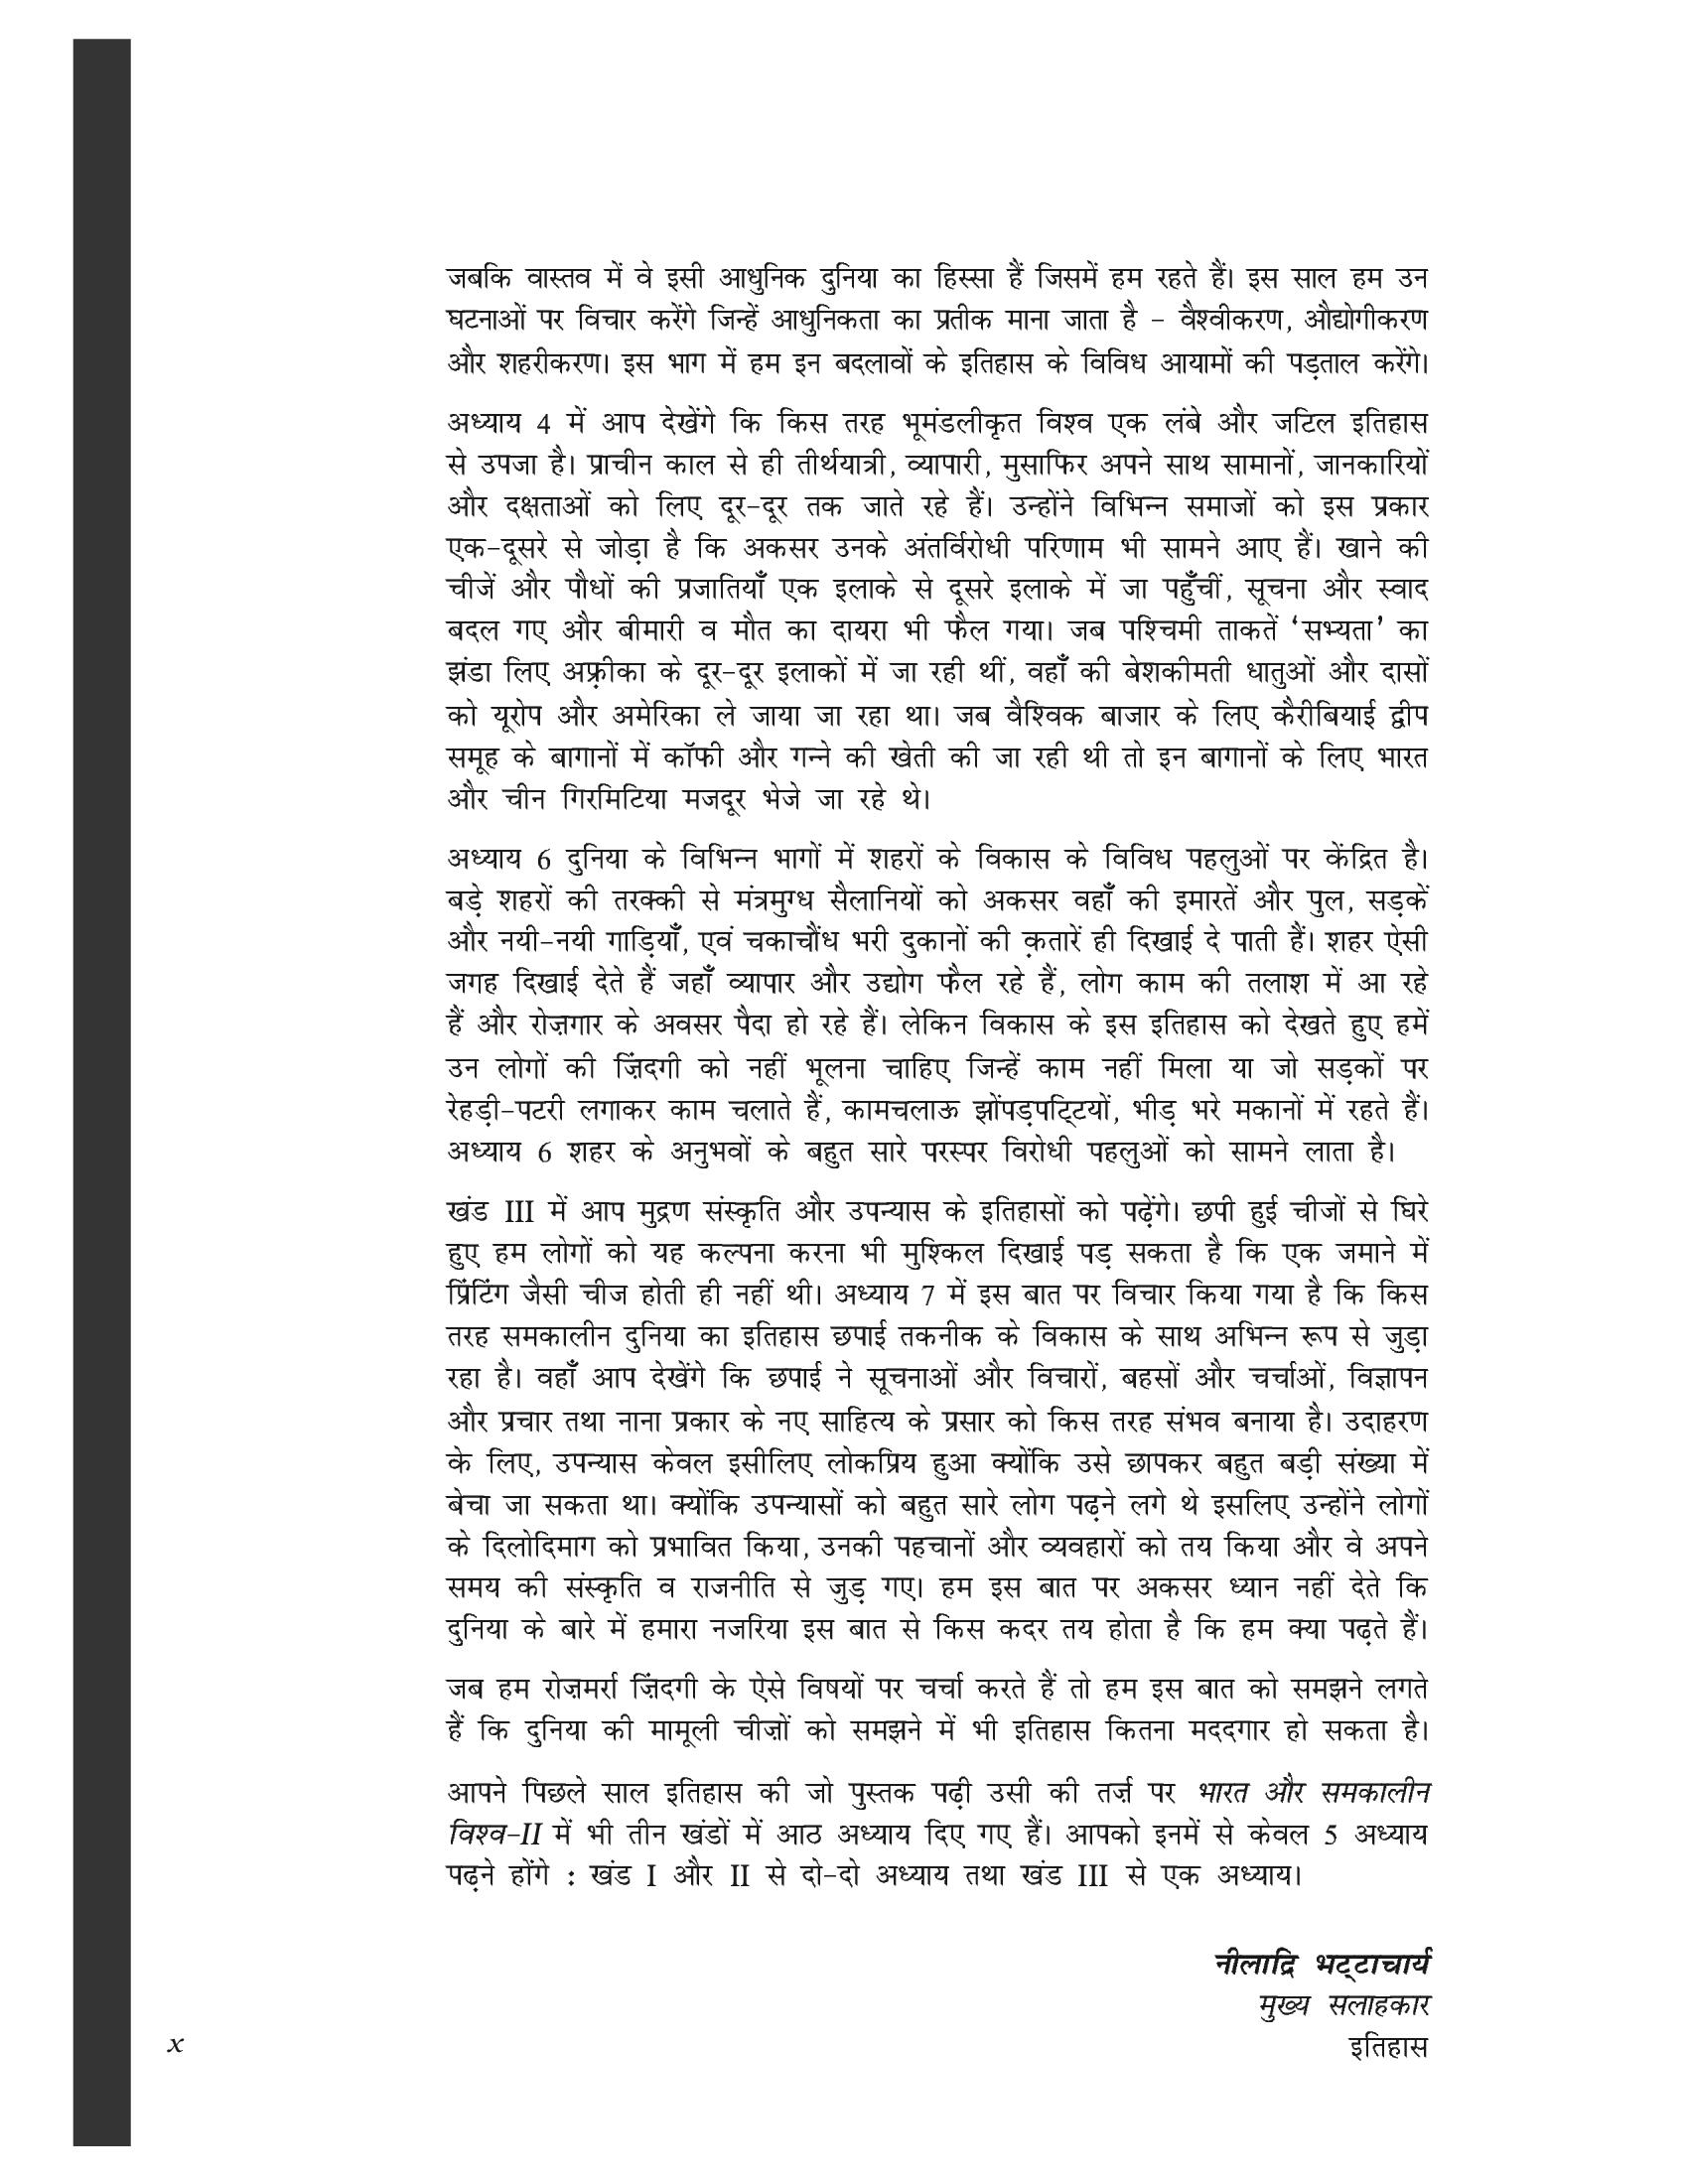 जबकि वास्तव में वे इसी आधुनिक दुनिया का हिस्सा हैं जिसमें हम रहते हैं। इस साल हम उन
घटनाओं पर विचार करेंगे जिन्हें आधुनिकता का प्रतीक माना जाता है – वैश्वीकरण, औद्योगीकरण
और शहरीकरण। इस भाग में हम इन बदलावों के इतिहास के विविध आयामों की पड़ताल करेंगे।
अध्याय 4 में आप देखेंगे कि किस तरह भूमंडलीकृत विश्व एक लंबे और जटिल इतिहास
से उपजा है। प्राचीन काल से ही तीर्थयात्री, व्यापारी, मुसाफिर अपने साथ सामानों, जानकारियों
और दक्षताओं को लिए दूर-दूर तक जाते रहे हैं। उन्होंने विभिन्न समाजों को इस प्रकार
एक-दूसरे से जोड़ा है कि अकसर उनके अंतर्विरोधी परिणाम भी सामने आए हैं। खाने की
चीजें और पौधों की प्रजातियाँ एक इलाके से दूसरे इलाके में जा पहुँचीं, सूचना और स्वाद
बदल गए और बीमारी व मौत का दायरा भी फैल गया। जब पश्चिमी ताकतें ‘सभ्यता’ का
झंडा लिए अफ़्रीका के दूर-दूर इलाकों में जा रही थीं, वहाँ की बेशकीमती धातुओं और दासों
को यूरोप और अमेरिका ले जाया जा रहा था। जब वैश्विक बाजार के लिए कैरीबियाई द्वीप
समूह के बागानों में कॉफी और गन्ने की खेती की जा रही थी तो इन बागानों के लिए भारत
और चीन गिरमिटिया मजदूर भेजे जा रहे थे।
अध्याय 6 दुनिया के विभिन्न भागों में शहरों के विकास के विविध पहलुओं पर केंद्रित है।
बड़े शहरों की तरक्की से मंत्रमुग्ध सैलानियों को अकसर वहाँ की इमारतें और पुल, सड़कें
और नयी-नयी गाड़ियाँ, एवं चकाचौंध भरी दुकानों की क़तारें ही दिखाई दे पाती हैं। शहर ऐसी
जगह दिखाई देते हैं जहाँ व्यापार और उद्योग फैल रहे हैं, लोग काम की तलाश में आ रहे
हैं और रोज़गार के अवसर पैदा हो रहे हैं। लेकिन विकास के इस इतिहास को देखते हुए हमें
उन लोगों की ज़िंदगी को नहीं भूलना चाहिए जिन्हें काम नहीं मिला या जो सड़कों पर
रेहड़ी-पटरी लगाकर काम चलाते हैं, कामचलाऊ झोंपड़पट्टियों, भीड़ भरे मकानों में रहते हैं।
अध्याय 6 शहर के अनुभवों के बहुत सारे परस्पर विरोधी पहलुओं को सामने लाता है।
खंड III में आप मुद्रण संस्कृति और उपन्यास के इतिहासों को पढ़ेंगे। छपी हुई चीजों से घिरे
हुए हम लोगों को यह कल्पना करना भी मुश्किल दिखाई पड़ सकता है कि एक जमाने में
प्रिंटिंग जैसी चीज होती ही नहीं थी। अध्याय 7 में इस बात पर विचार किया गया है कि किस
तरह समकालीन दुनिया का इतिहास छपाई तकनीक के विकास के साथ अभिन्न रूप से जुड़ा
रहा है। वहाँ आप देखेंगे कि छपाई ने सूचनाओं और विचारों, बहसों और चर्चाओं, विज्ञापन
और प्रचार तथा नाना प्रकार के नए साहित्य के प्रसार को किस तरह संभव बनाया है। उदाहरण
के लिए, उपन्यास केवल इसीलिए लोकप्रिय हुआ क्योंकि उसे छापकर बहुत बड़ी संख्या में
बेचा जा सकता था। क्योंकि उपन्यासों को बहुत सारे लोग पढ़ने लगे थे इसलिए उन्होंने लोगों
के दिलोदिमाग को प्रभावित किया, उनकी पहचानों और व्यवहारों को तय किया और वे अपने
समय की संस्कृति व राजनीति से जुड़ गए। हम इस बात पर अकसर ध्यान नहीं देते कि
दुनिया के बारे में हमारा नजरिया इस बात से किस कदर तय होता है कि हम क्या पढ़ते हैं।
जब हम रोज़मर्रा ज़िंदगी के ऐसे विषयों पर चर्चा करते हैं तो हम इस बात को समझने लगते
हैं कि दुनिया की मामूली चीज़ों को समझने में भी इतिहास कितना मददगार हो सकता है।
आपने पिछले साल इतिहास की जो पुस्तक पढ़ी उसी की तर्ज़ पर भारत और समकालीन
विश्व-II में भी तीन खंडों में आठ अध्याय दिए गए हैं। आपको इनमें से केवल 5 अध्याय
पढ़ने होंगे : खंड I और II से दो-दो अध्याय तथा खंड III से एक अध्याय।
नीलाद्रि भट्टाचार्य
मुख्य सलाहकार
इतिहास
x